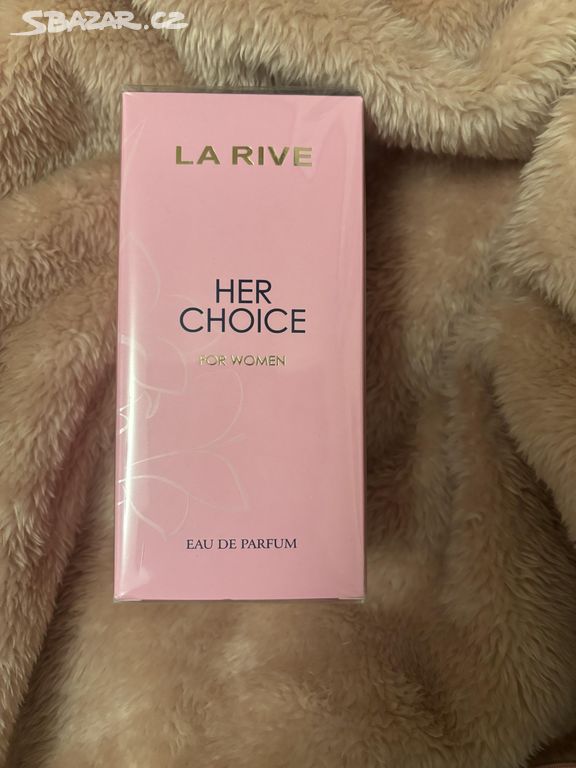 SBAZAR.CZ
LA RIVE
HER
CHOICE
FOR WOMEN
EAU DE PARFUM